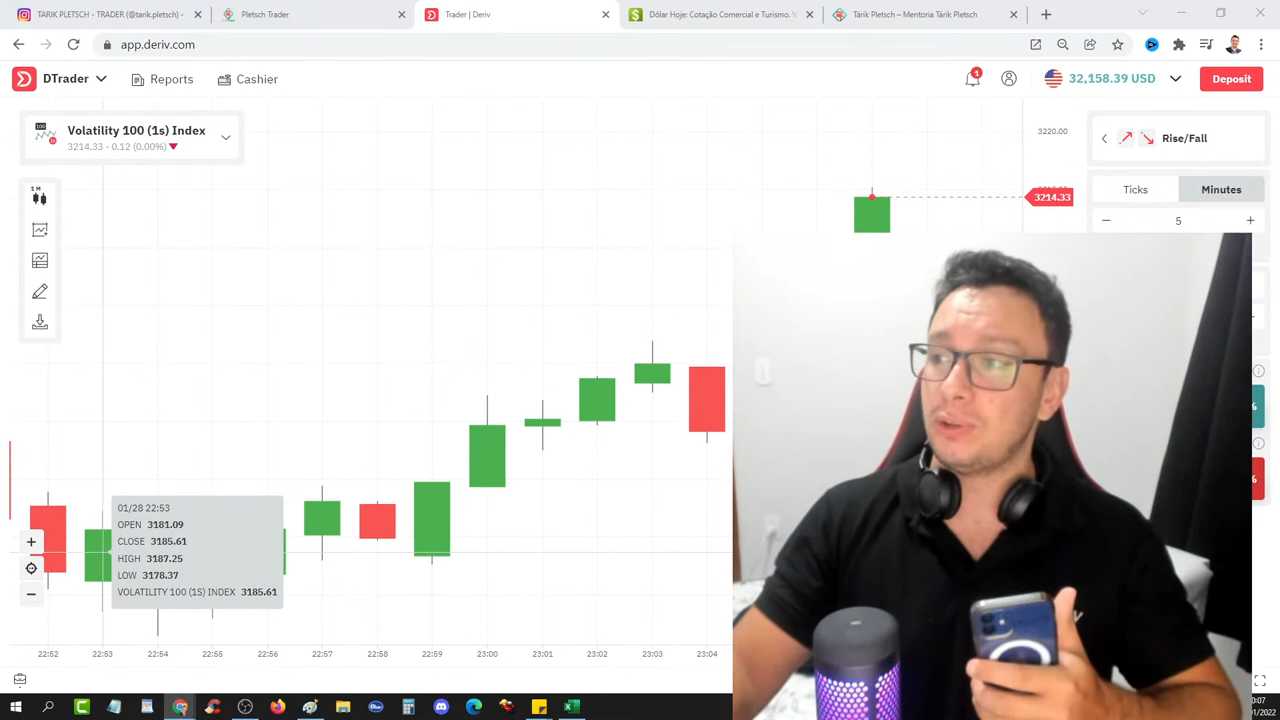 TARIK PLETSCH - TRADER (@tarik.pletsch) •
Pletsch Trader
Trader | Deriv
Dólar Hoje: Cotação Comercial e Turismo. V
Tárik Pletsch – Mentoria Tárik Pletsch
app.deriv.com
DTrader
Reports
Cashier
1
32,158.39 USD
Deposit
100
Volatility 100 (1s) Index
3214.33 - 0.12 (0.00%)
3220.00
Rise/Fall
1 M
Ticks
Minutes
3214.33
5
01/28 22:53
OPEN 3181.09
CLOSE 3185.61
HIGH 3187.25
LOW 3178.37
VOLATILITY 100 (1S) INDEX 3185.61
%
%
22:52
22:53
22:54
22:55
22:56
22:57
22:58
22:59
23:00
23:01
23:02
23:03
23:04